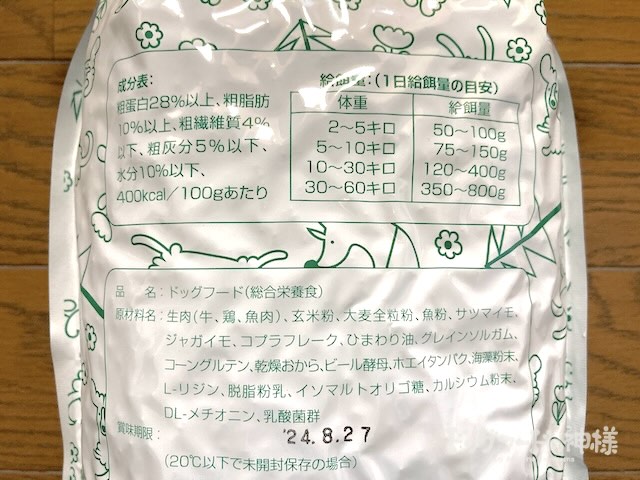 成分表:
粗蛋白28%以上、粗脂肪
10%以上、粗繊維質4%
以下、粗灰分5%以下、
水分10%以下、
400kcal/100gあたり
給餌量:(1日給餌量の目安)
体重 給餌量
2〜5キロ 50〜100g
5〜10キロ 75〜150g
10〜30キロ 120〜400g
30〜60キロ 350〜800g
品 名:ドッグフード(総合栄養食)
原材料名:生肉(牛、鶏、魚肉)、玄米粉、大麦全粒粉、魚粉、サツマイモ、
ジャガイモ、コプラフレーク、ひまわり油、グレインソルガム、
コーングルテン、乾燥おから、ビール酵母、ホエイタンパク、海藻粉末、
L-リジン、脱脂粉乳、イソマルトオリゴ糖、カルシウム粉末、
DL-メチオニン、乳酸菌群
賞味期限: '24.8.27
(20℃以下で未開封保存の場合)
神様